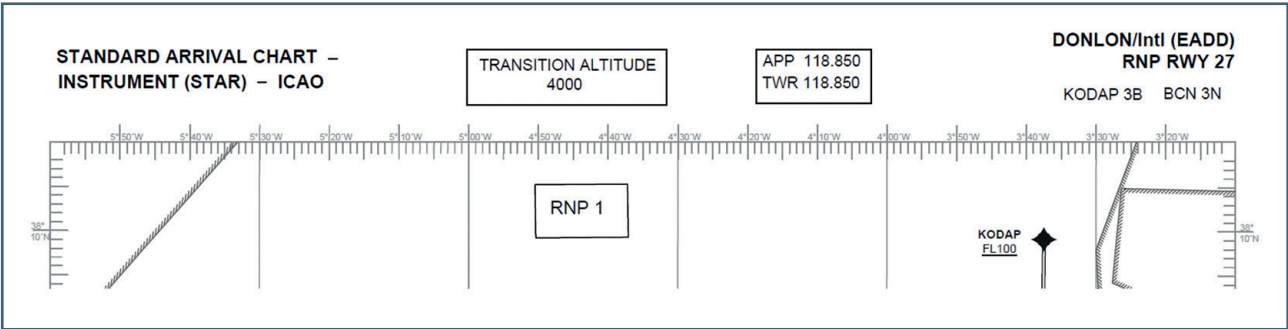 STANDARD ARRIVAL CHART –
INSTRUMENT (STAR) – ICAO
TRANSITION ALTITUDE
4000
APP 118.850
TWR 118.850
DONLON/Intl (EADD)
RNP RWY 27
KODAP 3B BCN 3N
5°50'W 5°40'W 5°30'W 5°20'W 5°10'W 5°00'W 4°50'W 4°40'W 4°30'W 4°20'W 4°10'W 4°00'W 3°50'W 3°40'W 3°30'W 3°20'W
RNP 1
38°
10'N
KODAP
FL100
38°
10'N